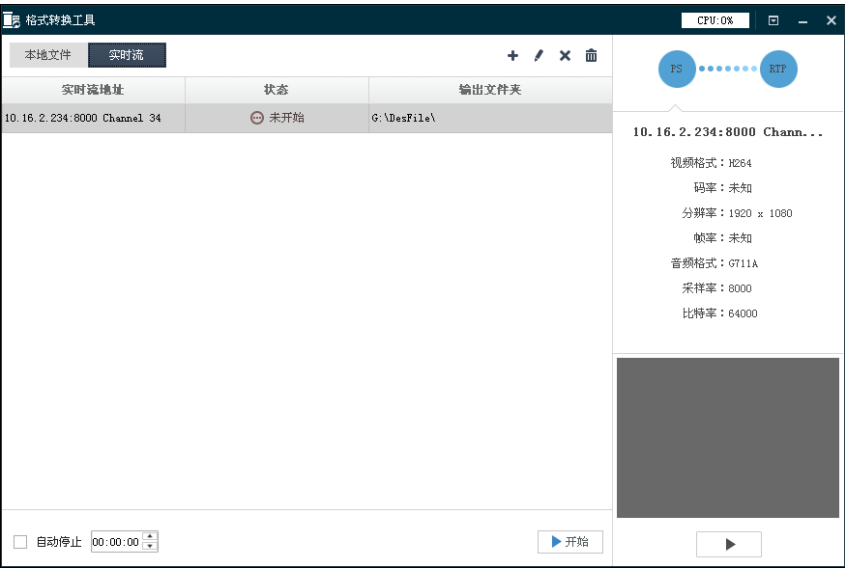 格式转换工具
CPU:0%
本地文件
实时流
实时流地址
状态
输出文件夹
10.16.2.234:8000 Channel 34
未开始
G:\DesFile\
PS
RTP
10.16.2.234:8000 Chann...
视频格式：H264
码率：未知
分辨率：1920 x 1080
帧率：未知
音频格式：G711A
采样率：8000
比特率：64000
自动停止
00:00:00
开始